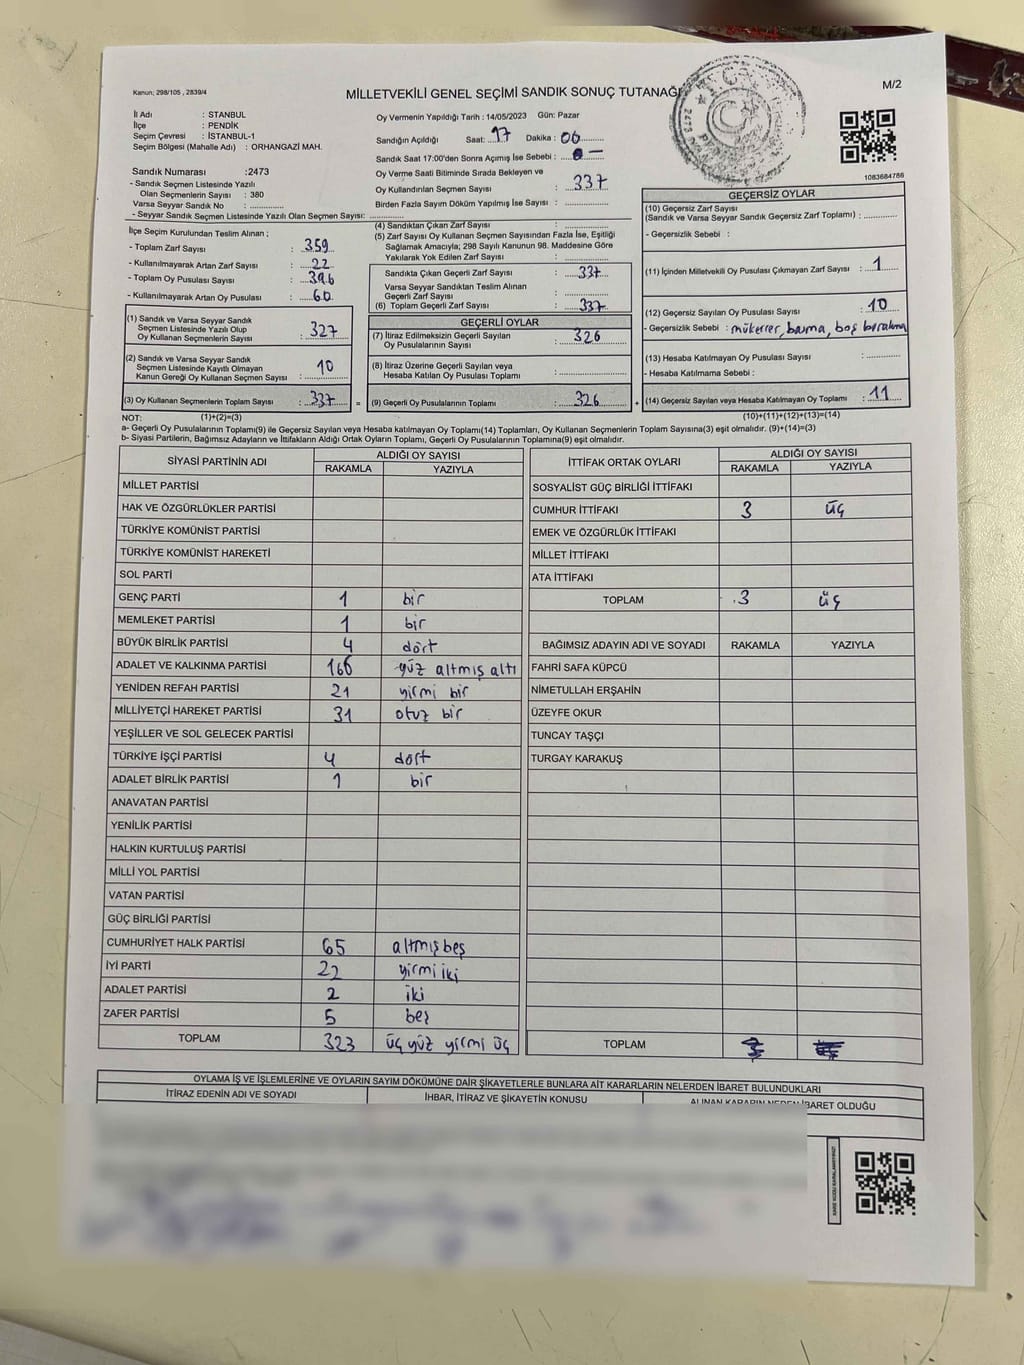 Kanun; 298/105 , 2839/4
MİLLETVEKİLİ GENEL SEÇİMİ SANDIK SONUÇ TUTANAĞI
M/2
İl Adı : STANBUL
İlçe : PENDİK
Seçim Çevresi : İSTANBUL-1
Seçim Bölgesi (Mahalle Adı) : ORHANGAZİ MAH.
Oy Vermenin Yapıldığı Tarih : 14/05/2023 Gün: Pazar
Sandığın Açıldığı Saat: 17 Dakika : 06
Sandık Saat 17:00'den Sonra Açımış İse Sebebi :
Oy Verme Saati Bitiminde Sırada Bekleyen ve
Oy Kullandırılan Seçmen Sayısı : 337
Birden Fazla Sayım Döküm Yapılmış İse Sayısı :
1083684786
Sandık Numarası :2473
- Sandık Seçmen Listesinde Yazılı
Olan Seçmenlerin Sayısı : 380
Varsa Seyyar Sandık No :
- Seyyar Sandık Seçmen Listesinde Yazılı Olan Seçmen Sayısı:
İlçe Seçim Kurulundan Teslim Alınan ;
- Toplam Zarf Sayısı : 359
- Kullanılmayarak Artan Zarf Sayısı : 22
- Toplam Oy Pusulası Sayısı : 396
- Kullanılmayarak Artan Oy Pusulası : 60
(1) Sandık ve Varsa Seyyar Sandık
Seçmen Listesinde Yazılı Olup
Oy Kullanan Seçmenlerin Sayısı : 327
(2) Sandık ve Varsa Seyyar Sandık
Seçmen Listesinde Kayıtlı Olmayan
Kanun Gereği Oy Kullanan Seçmen Sayısı : 10
(3) Oy Kullanan Seçmenlerin Toplam Sayısı : 337 =
(4) Sandıktan Çıkan Zarf Sayısı :
(5) Zarf Sayısı Oy Kullanan Seçmen Sayısından Fazla İse, Eşitliği
Sağlamak Amacıyla; 298 Sayılı Kanunun 98. Maddesine Göre
Yakılarak Yok Edilen Zarf Sayısı :
Sandıkta Çıkan Geçerli Zarf Sayısı : 337
Varsa Seyyar Sandıktan Teslim Alınan
Geçerli Zarf Sayısı :
(6) Toplam Geçerli Zarf Sayısı : 337
GEÇERLİ OYLAR
(7) İtiraz Edilmeksizin Geçerli Sayılan
Oy Pusulalarının Sayısı : 326
(8) İtiraz Üzerine Geçerli Sayılan veya
Hesaba Katılan Oy Pusulası Toplamı :
(9) Geçerli Oy Pusulalarının Toplamı : 326 +
GEÇERSİZ OYLAR
(10) Geçersiz Zarf Sayısı
(Sandık ve Varsa Seyyar Sandık Geçersiz Zarf Toplamı) :
- Geçersizlik Sebebi :
(11) İçinden Milletvekili Oy Pusulası Çıkmayan Zarf Sayısı : 1
(12) Geçersiz Sayılan Oy Pusulası Sayısı : 10
- Geçersizlik Sebebi : mükerrer, basma, boş bırakma
(13) Hesaba Katılmayan Oy Pusulası Sayısı :
- Hesaba Katılmama Sebebi :
(14) Geçersiz Sayılan veya Hesaba Katılmayan Oy Toplamı : 11
NOT: (1)+(2)=(3) (10)+(11)+(12)+(13)=(14)
a- Geçerli Oy Pusulalarının Toplamı(9) ile Geçersiz Sayılan veya Hesaba katılmayan Oy Toplamı(14) Toplamları, Oy Kullanan Seçmenlerin Toplam Sayısına(3) eşit olmalıdır. (9)+(14)=(3)
b- Siyasi Partilerin, Bağımsız Adayların ve İttifakların Aldığı Ortak Oyların Toplamı, Geçerli Oy Pusulalarının Toplamına(9) eşit olmalıdır.
SİYASİ PARTİNİN ADI ALDIĞI OY SAYISI
RAKAMLA YAZIYLA
MİLLET PARTİSİ
HAK VE ÖZGÜRLÜKLER PARTİSİ
TÜRKİYE KOMÜNİST PARTİSİ
TÜRKİYE KOMÜNİST HAREKETİ
SOL PARTİ
GENÇ PARTİ 1 bir
MEMLEKET PARTİSİ 1 bir
BÜYÜK BİRLİK PARTİSİ 4 dört
ADALET VE KALKINMA PARTİSİ 166 yüz altmış altı
YENİDEN REFAH PARTİSİ 21 yirmi bir
MİLLİYETÇİ HAREKET PARTİSİ 31 otuz bir
YEŞİLLER VE SOL GELECEK PARTİSİ
TÜRKİYE İŞÇİ PARTİSİ 4 dört
ADALET BİRLİK PARTİSİ 1 bir
ANAVATAN PARTİSİ
YENİLİK PARTİSİ
HALKIN KURTULUŞ PARTİSİ
MİLLİ YOL PARTİSİ
VATAN PARTİSİ
GÜÇ BİRLİĞİ PARTİSİ
CUMHURİYET HALK PARTİSİ 65 altmış beş
İYİ PARTİ 22 yirmi iki
ADALET PARTİSİ 2 iki
ZAFER PARTİSİ 5 beş
TOPLAM 323 üç yüz yirmi üç
İTTİFAK ORTAK OYLARI ALDIĞI OY SAYISI
RAKAMLA YAZIYLA
SOSYALİST GÜÇ BİRLİĞİ İTTİFAKI
CUMHUR İTTİFAKI 3 üç
EMEK VE ÖZGÜRLÜK İTTİFAKI
MİLLET İTTİFAKI
ATA İTTİFAKI
TOPLAM 3 üç
BAĞIMSIZ ADAYIN ADI VE SOYADI RAKAMLA YAZIYLA
FAHRİ SAFA KÜPCÜ
NİMETULLAH ERŞAHİN
ÜZEYFE OKUR
TUNCAY TAŞÇI
TURGAY KARAKUŞ
TOPLAM
OYLAMA İŞ VE İŞLEMLERİNE VE OYLARIN SAYIM DÖKÜMÜNE DAİR ŞİKAYETLERLE BUNLARA AİT KARARLARIN NELERDEN İBARET BULUNDUKLARI
İTİRAZ EDENİN ADI VE SOYADI İHBAR, İTİRAZ VE ŞİKAYETİN KONUSU ALINAN KARARIN NEDEN İBARET OLDUĞU